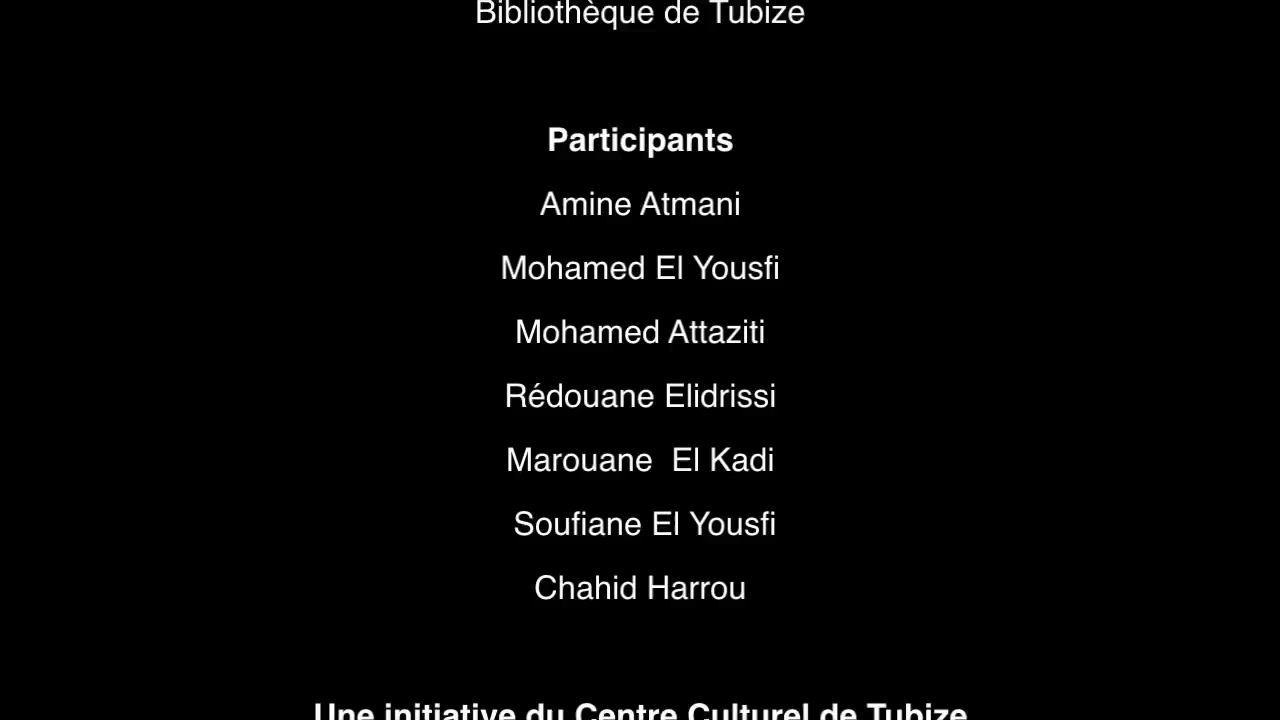 Bibliothèque de Tubize
Participants
Amine Atmani
Mohamed El Yousfi
Mohamed Attaziti
Rédouane Elidrissi
Marouane  El Kadi
Soufiane El Yousfi
Chahid Harrou
Une initiative du Centre Culturel de Tubize